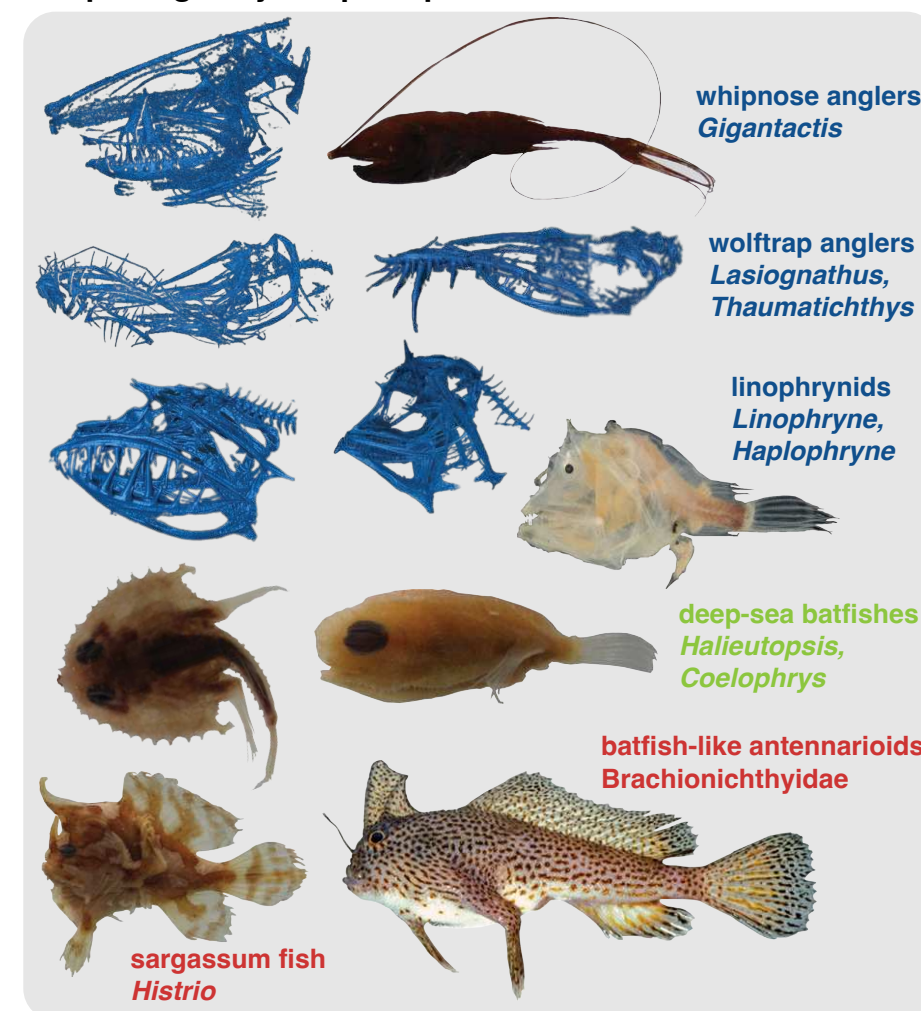 whipnose anglers
Gigantactis
wolftrap anglers
Lasiognathus,
Thaumatichthys
linophrynids
Linophryne,
Haplophryne
deep-sea batfishes
Halieutopsis,
Coelophrys
batfish-like antennarioids
Brachionichthyidae
sargassum fish
Histrio